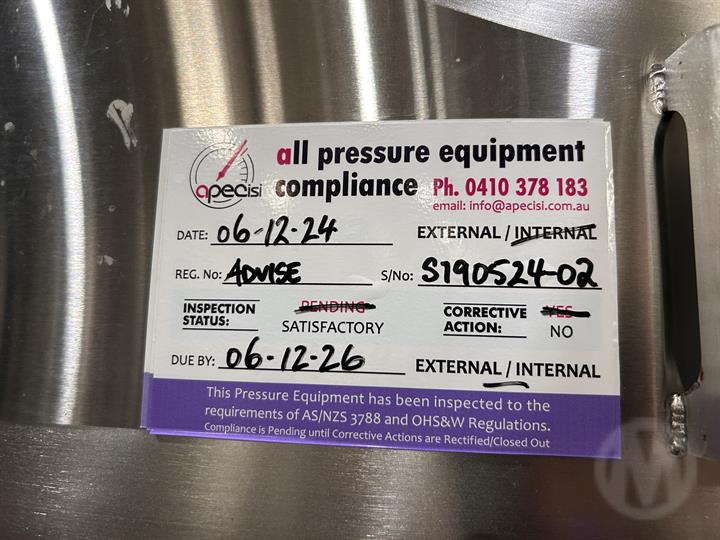 apecisi
all pressure equipment
compliance Ph. 0410 378 183
email: info@apecisi.com.au
DATE: 06-12-24 EXTERNAL / INTERNAL
REG. No: ADVISE S/No: S190524-02
INSPECTION STATUS: PENDING SATISFACTORY
CORRECTIVE ACTION: YES NO
DUE BY: 06-12-26 EXTERNAL / INTERNAL
This Pressure Equipment has been inspected to the
requirements of AS/NZS 3788 and OHS&W Regulations.
Compliance is Pending until Corrective Actions are Rectified/Closed Out
M